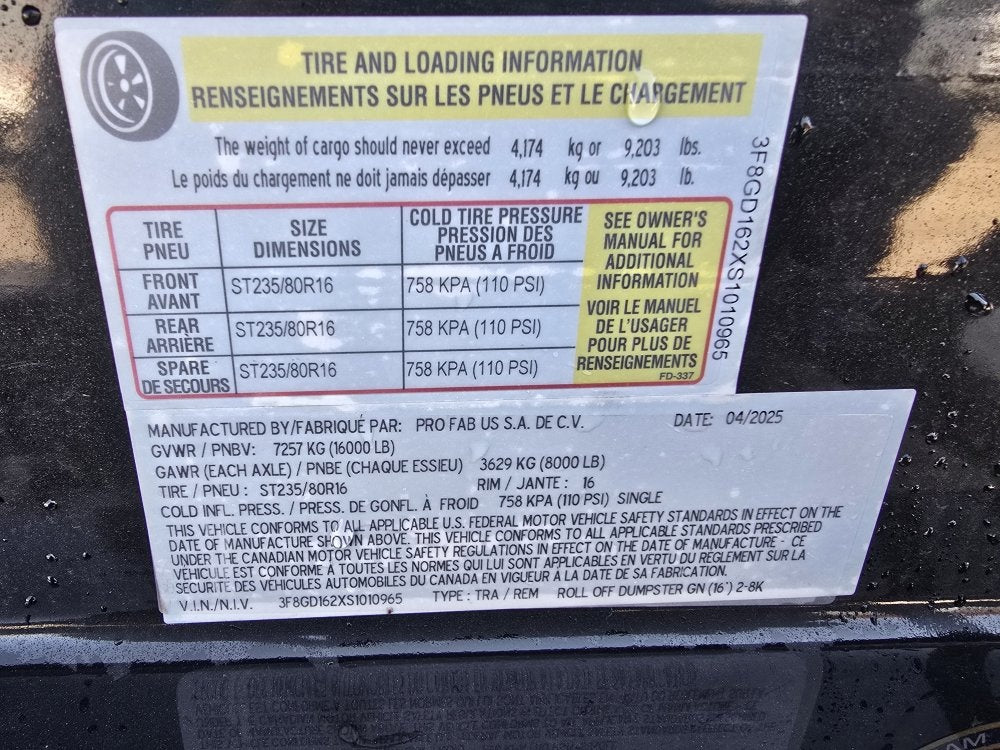 TIRE AND LOADING INFORMATION
RENSEIGNEMENTS SUR LES PNEUS ET LE CHARGEMENT
The weight of cargo should never exceed 4,174 kg or 9,203 lbs.
Le poids du chargement ne doit jamais dépasser 4,174 kg ou 9,203 lb.
TIRE
PNEU
SIZE
DIMENSIONS
COLD TIRE PRESSURE
PRESSION DES
PNEUS A FROID
FRONT
AVANT
ST235/80R16
758 KPA (110 PSI)
REAR
ARRIÈRE
ST235/80R16
758 KPA (110 PSI)
SPARE
DE SECOURS
ST235/80R16
758 KPA (110 PSI)
SEE OWNER'S
MANUAL FOR
ADDITIONAL
INFORMATION
VOIR LE MANUEL
DE L'USAGER
POUR PLUS DE
RENSEIGNEMENTS
FD-337
3F8GD162XS1010965
MANUFACTURED BY/FABRIQUÉ PAR: PRO FAB US S.A. DE C.V. DATE: 04/2025
GVWR / PNBV: 7257 KG (16000 LB)
GAWR (EACH AXLE) / PNBE (CHAQUE ESSIEU) 3629 KG (8000 LB)
TIRE / PNEU : ST235/80R16 RIM / JANTE : 16
COLD INFL. PRESS. / PRESS. DE GONFL. À FROID 758 KPA (110 PSI) SINGLE
THIS VEHICLE CONFORMS TO ALL APPLICABLE U.S. FEDERAL MOTOR VEHICLE SAFETY STANDARDS IN EFFECT ON THE
DATE OF MANUFACTURE SHOWN ABOVE. THIS VEHICLE CONFORMS TO ALL APPLICABLE STANDARDS PRESCRIBED
UNDER THE CANADIAN MOTOR VEHICLE SAFETY REGULATIONS IN EFFECT ON THE DATE OF MANUFACTURE - CE
VÉHICULE EST CONFORME À TOUTES LES NORMES QUI LUI SONT APPLICABLES EN VERTU DU RÈGLEMENT SUR LA
SÉCURITÉ DES VÉHICULES AUTOMOBILES DU CANADA EN VIGUEUR À LA DATE DE SA FABRICATION.
V.I.N./N.I.V. 3F8GD162XS1010965 TYPE : TRA / REM ROLL OFF DUMPSTER GN (16') 2-8K